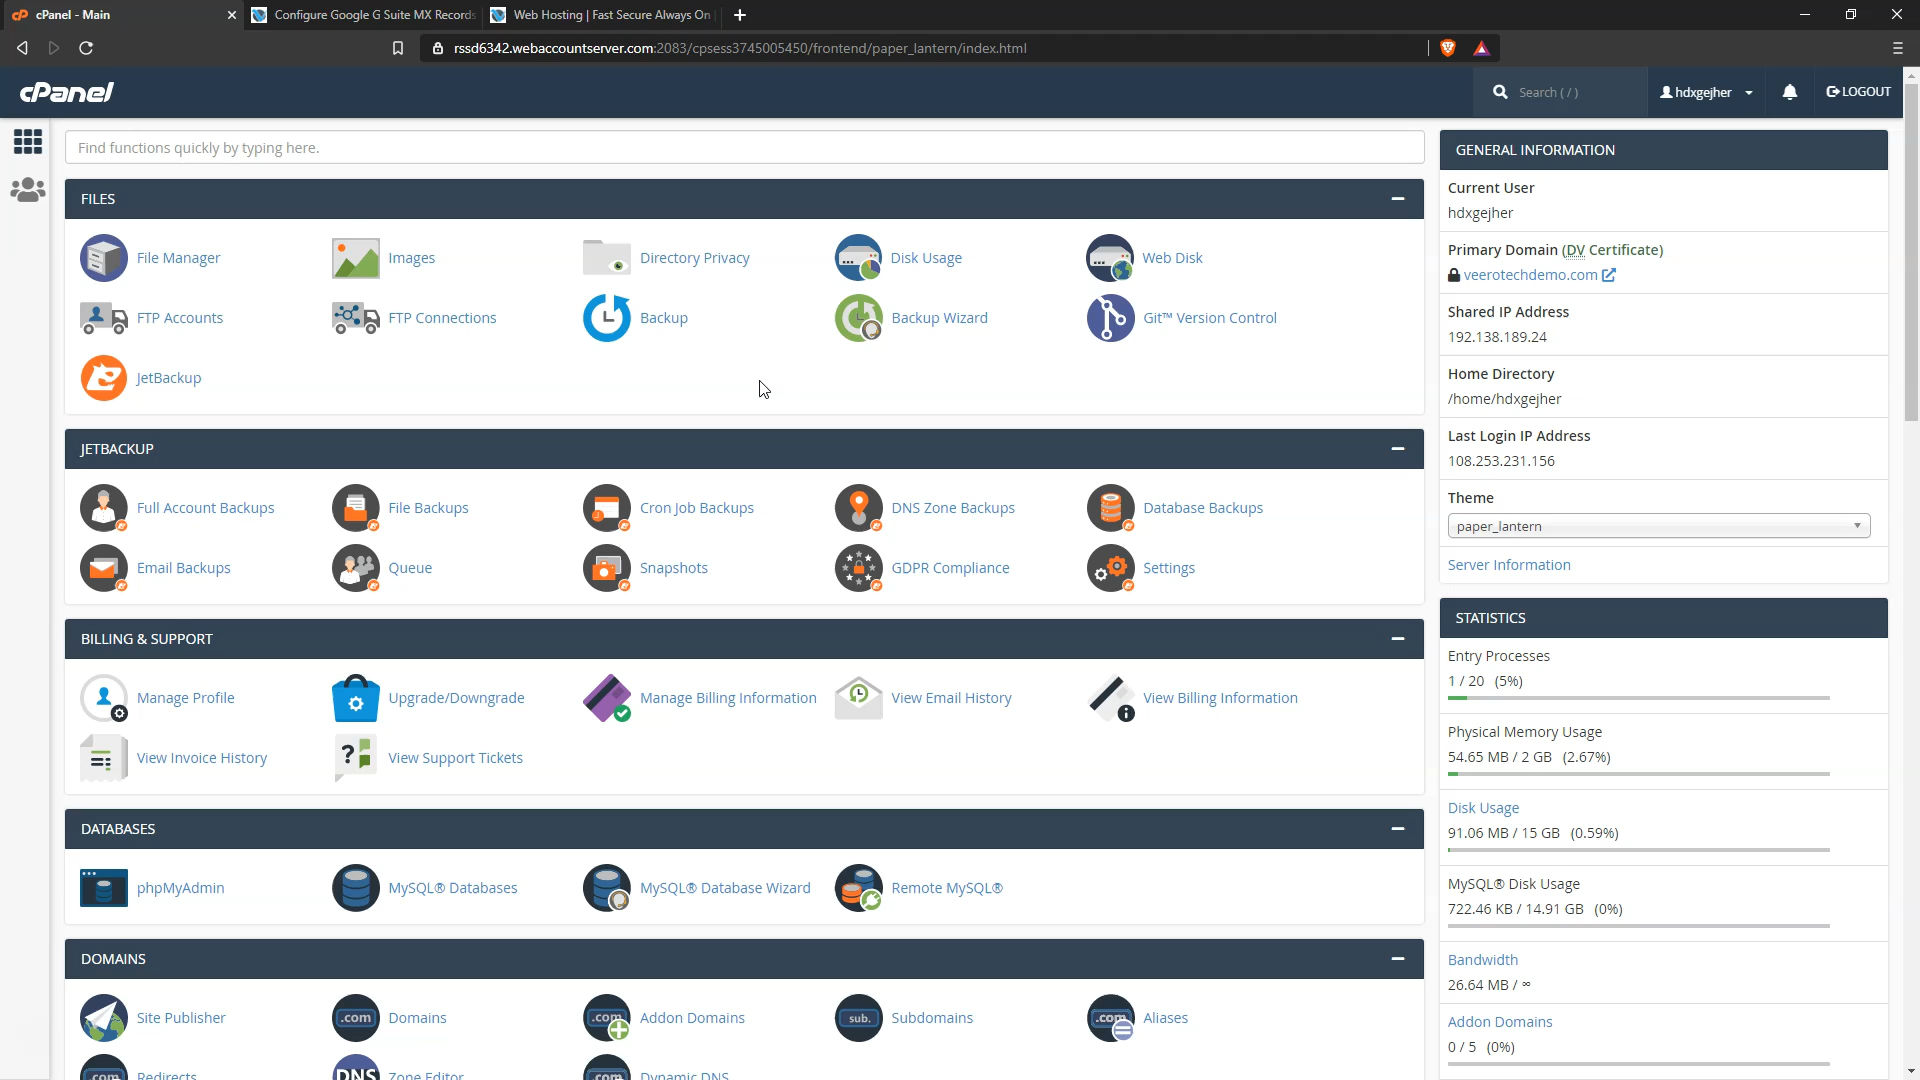 cPanel - Main
Configure Google G Suite MX Records
Web Hosting | Fast Secure Always On
rssd6342.webaccountserver.com:2083/cpsess3745005450/frontend/paper_lantern/index.html
cPanel
Search ( / )
hdxgejher
LOGOUT
Find functions quickly by typing here.
FILES
File Manager
Images
Directory Privacy
Disk Usage
Web Disk
FTP Accounts
FTP Connections
Backup
Backup Wizard
Git™ Version Control
JetBackup
JETBACKUP
Full Account Backups
File Backups
Cron Job Backups
DNS Zone Backups
Database Backups
Email Backups
Queue
Snapshots
GDPR Compliance
Settings
BILLING & SUPPORT
Manage Profile
Upgrade/Downgrade
Manage Billing Information
View Email History
View Billing Information
View Invoice History
View Support Tickets
DATABASES
phpMyAdmin
MySQL® Databases
MySQL® Database Wizard
Remote MySQL®
DOMAINS
Site Publisher
.com
Domains
.com
Addon Domains
sub.
Subdomains
.com
Aliases
.com
Redirects
DNS
Zone Editor
.com
Dynamic DNS
GENERAL INFORMATION
Current User
hdxgejher
Primary Domain (DV Certificate)
veerotechdemo.com
Shared IP Address
192.138.189.24
Home Directory
/home/hdxgejher
Last Login IP Address
108.253.231.156
Theme
paper_lantern
Server Information
STATISTICS
Entry Processes
1 / 20 (5%)
Physical Memory Usage
54.65 MB / 2 GB (2.67%)
Disk Usage
91.06 MB / 15 GB (0.59%)
MySQL® Disk Usage
722.46 KB / 14.91 GB (0%)
Bandwidth
26.64 MB / ∞
Addon Domains
0 / 5 (0%)